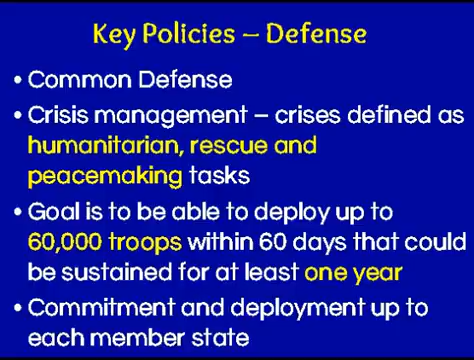 Key Policies – Defense
• Common Defense
• Crisis management – crises defined as
humanitarian, rescue and
peacemaking tasks
• Goal is to be able to deploy up to
60,000 troops within 60 days that could
be sustained for at least one year
• Commitment and deployment up to
each member state